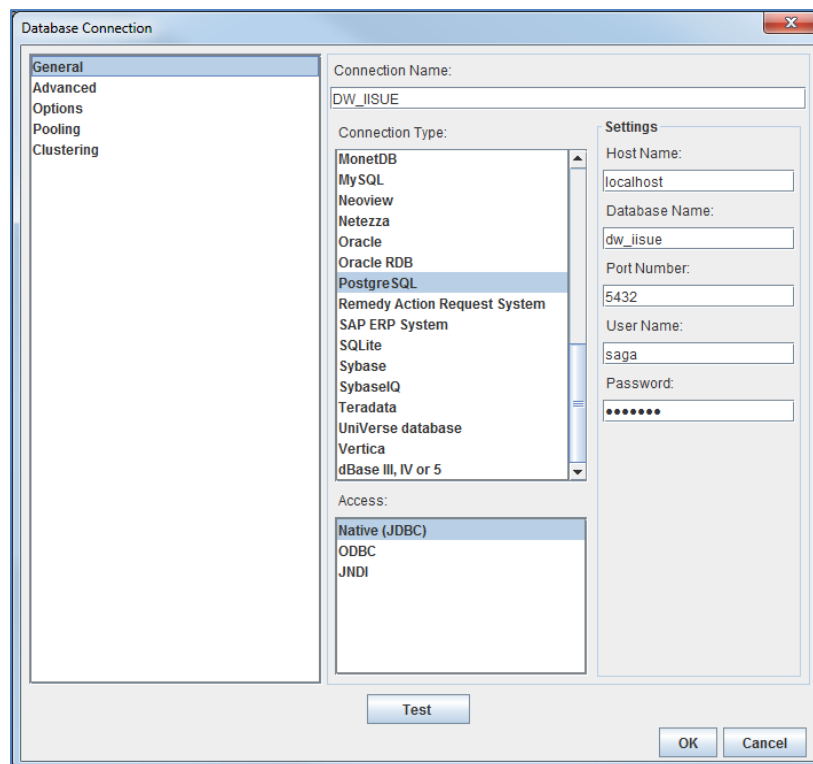 Database Connection
General
Advanced
Options
Pooling
Clustering
Connection Name:
DW_IISUE
Connection Type:
MonetDB
MySQL
Neoview
Netezza
Oracle
Oracle RDB
PostgreSQL
Remedy Action Request System
SAP ERP System
SQLite
Sybase
SybaseIQ
Teradata
UniVerse database
Vertica
dBase III, IV or 5
Access:
Native (JDBC)
ODBC
JNDI
Settings
Host Name:
localhost
Database Name:
dw_iisue
Port Number:
5432
User Name:
saga
Password:
•••••••
Test
OK
Cancel